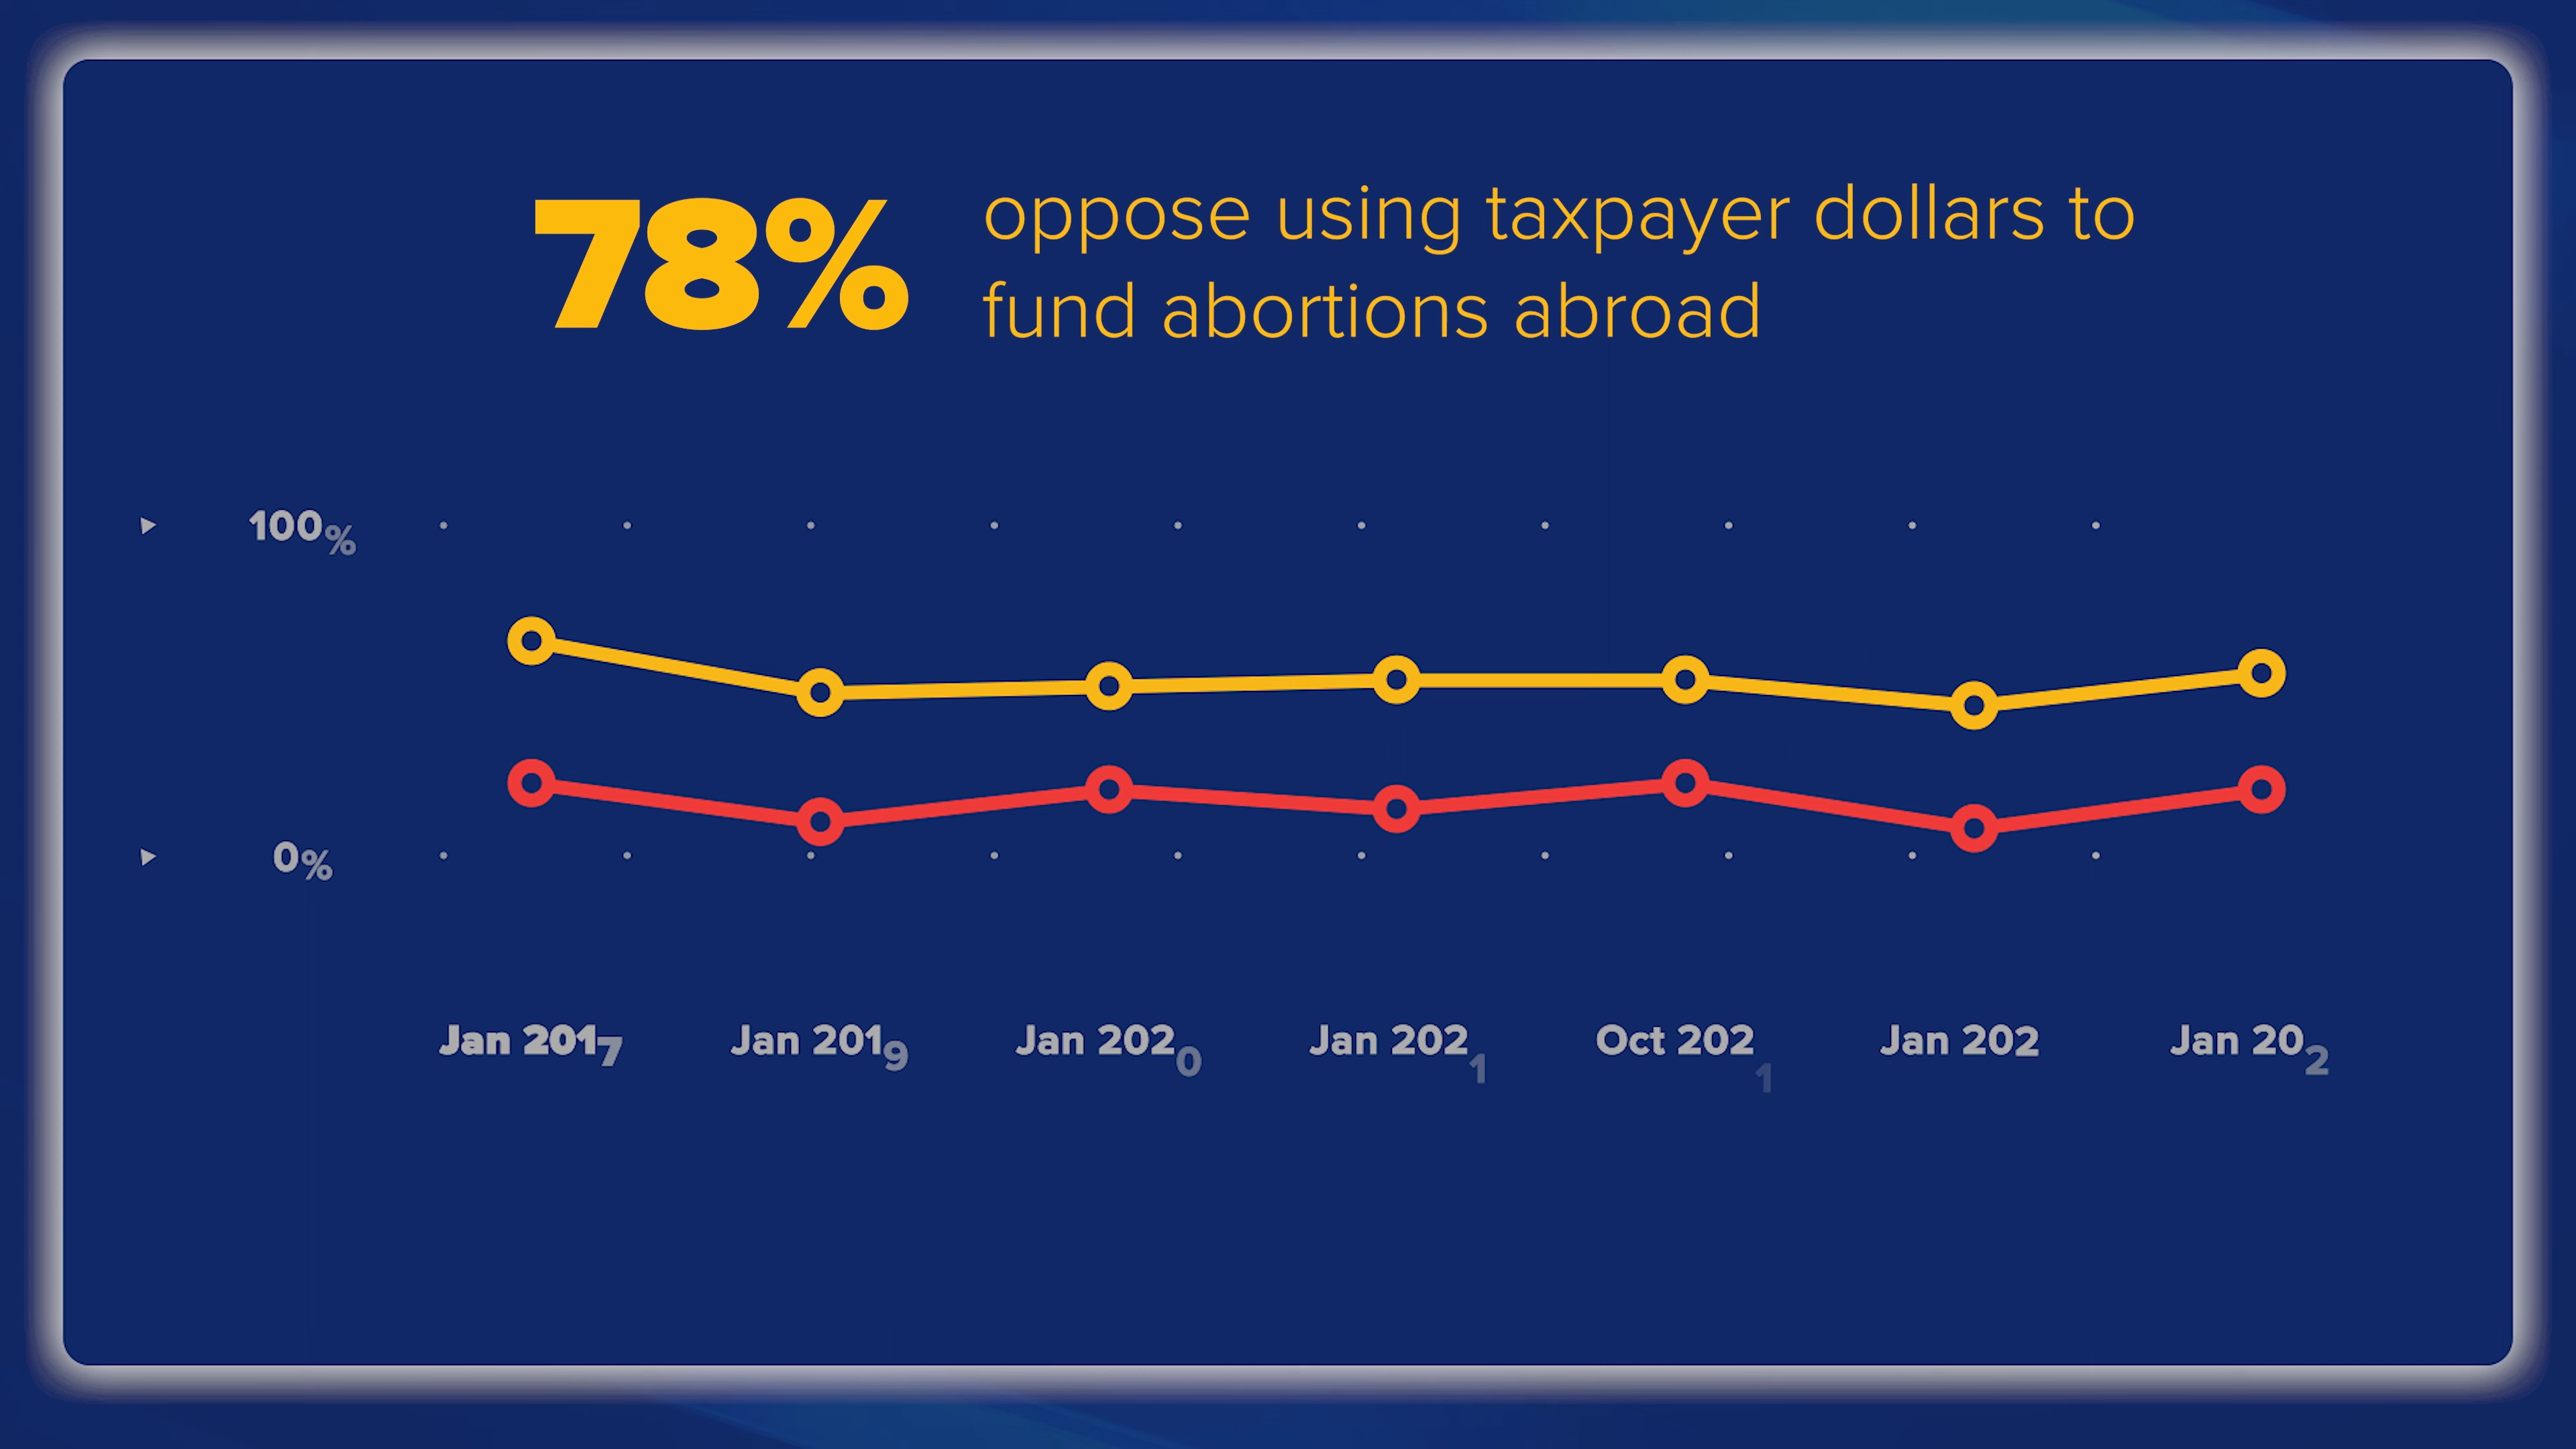 78%
oppose using taxpayer dollars to
fund abortions abroad
100%
0%
Jan 2017
Jan 2019
Jan 2020
Jan 2021
Oct 2021
Jan 202
Jan 202